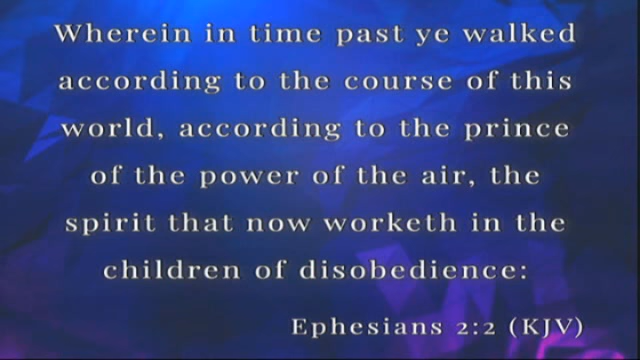 Wherein in time past ye walked
according to the course of this
world, according to the prince
of the power of the air, the
spirit that now worketh in the
children of disobedience:
Ephesians 2:2 (KJV)